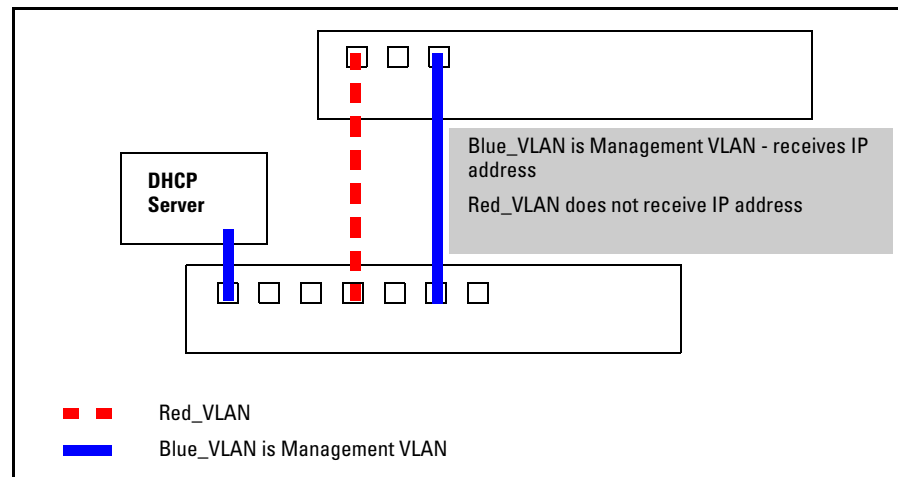 Blue_VLAN is Management VLAN - receives IP
address
Red_VLAN does not receive IP address
DHCP
Server
Red_VLAN
Blue_VLAN is Management VLAN